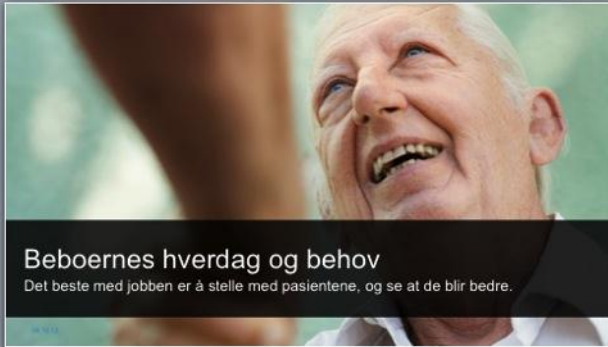 Beboernes hverdag og behov
Det beste med jobben er å stelle med pasientene, og se at de blir bedre.